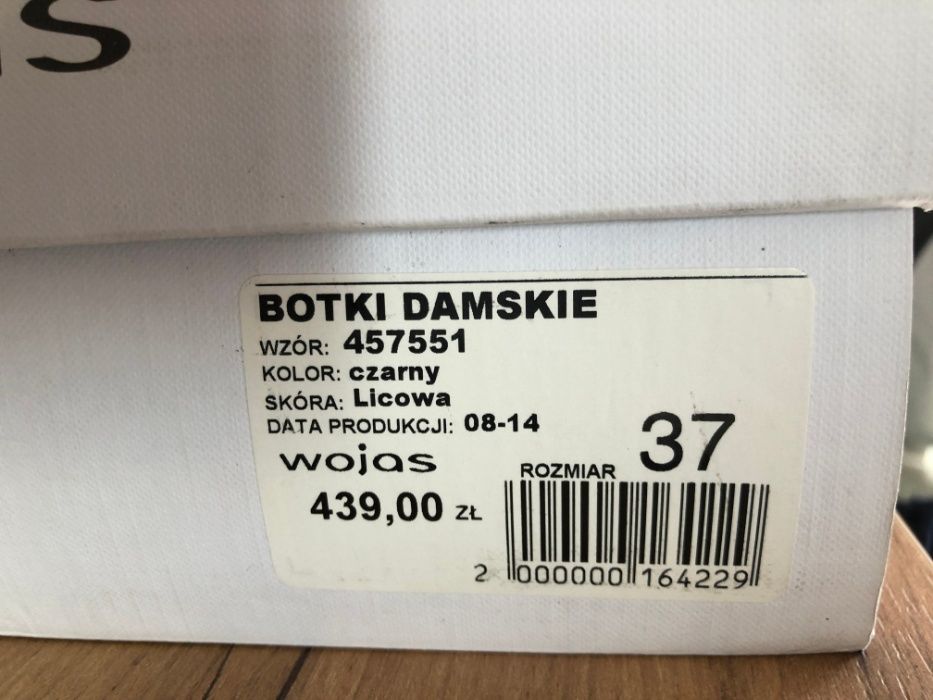 s
BOTKI DAMSKIE
WZÓR: 457551
KOLOR: czarny
SKÓRA: Licowa
DATA PRODUKCJI: 08-14
wojas
ROZMIAR 37
439,00 ZŁ
2 000000 164229